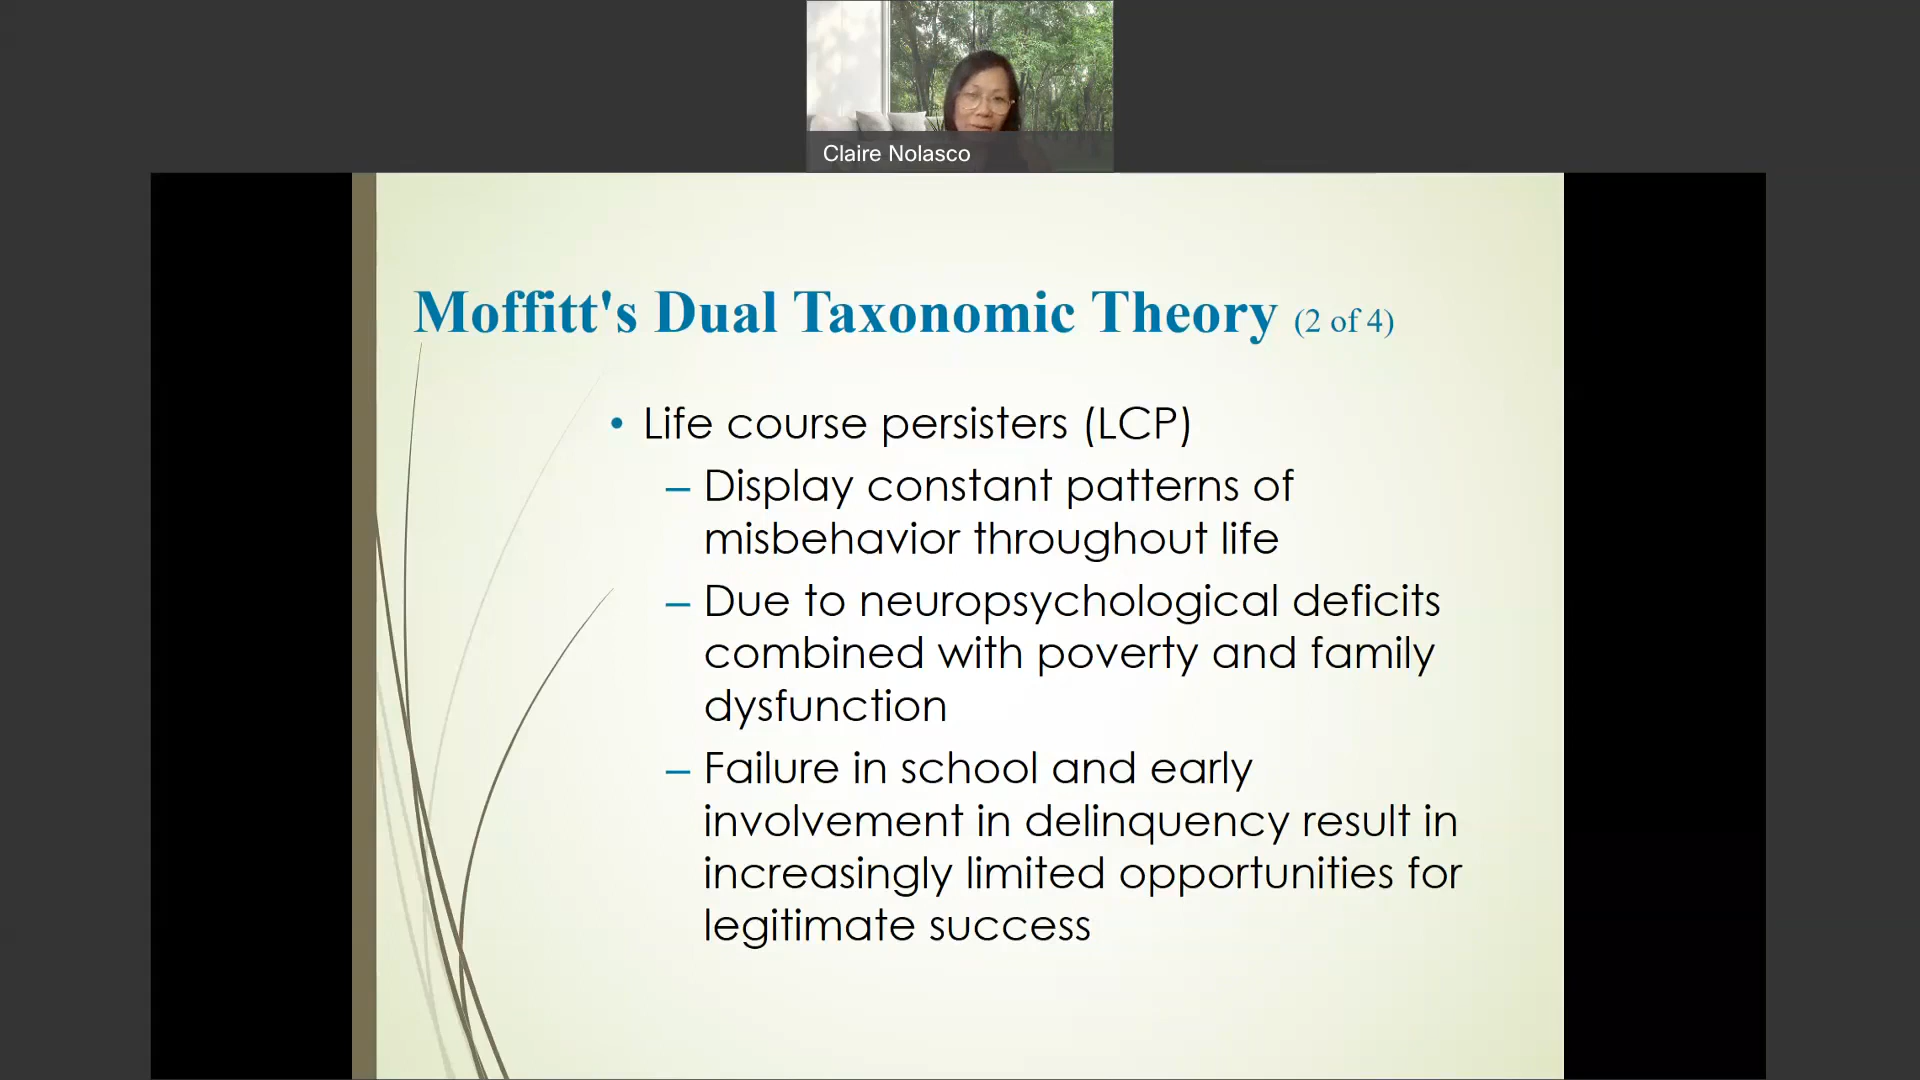 Claire Nolasco
Moffitt's Dual Taxonomic Theory (2 of 4)
• Life course persisters (LCP)
– Display constant patterns of
misbehavior throughout life
– Due to neuropsychological deficits
combined with poverty and family
dysfunction
– Failure in school and early
involvement in delinquency result in
increasingly limited opportunities for
legitimate success